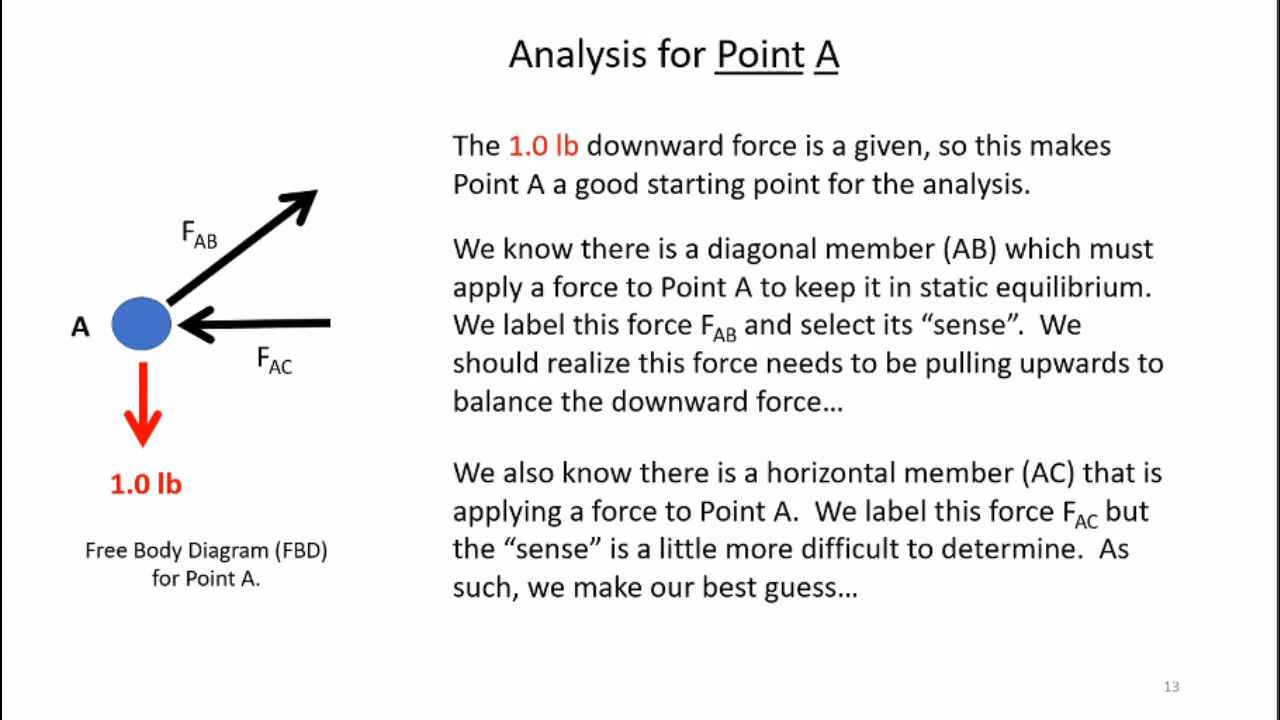 Analysis for Point A
The 1.0 lb downward force is a given, so this makes
Point A a good starting point for the analysis.
We know there is a diagonal member (AB) which must
apply a force to Point A to keep it in static equilibrium.
We label this force FAB and select its “sense”.  We
should realize this force needs to be pulling upwards to
balance the downward force…
We also know there is a horizontal member (AC) that is
applying a force to Point A.  We label this force FAC but
the “sense” is a little more difficult to determine.  As
such, we make our best guess…
FAB
A
FAC
1.0 lb
Free Body Diagram (FBD)
for Point A.
13